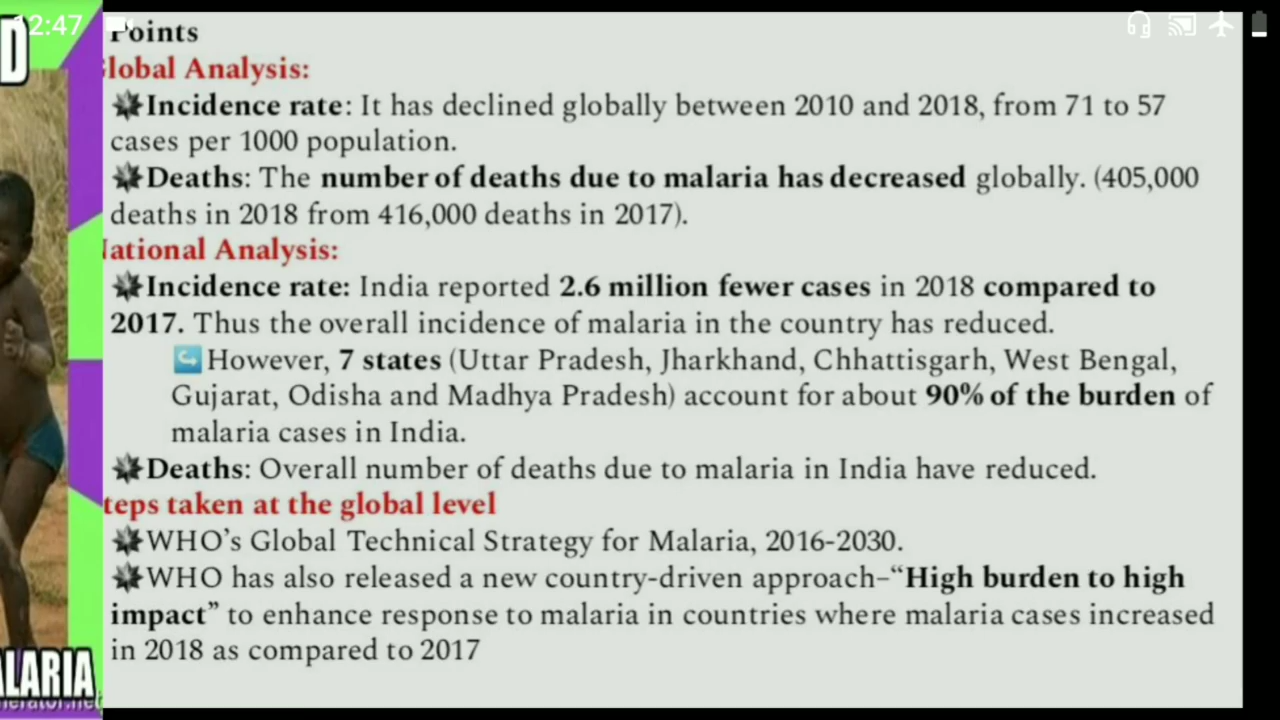 12:47
D
Points
lobal Analysis:
Incidence rate: It has declined globally between 2010 and 2018, from 71 to 57
cases per 1000 population.
Deaths: The number of deaths due to malaria has decreased globally. (405,000
deaths in 2018 from 416,000 deaths in 2017).
ational Analysis:
Incidence rate: India reported 2.6 million fewer cases in 2018 compared to
2017. Thus the overall incidence of malaria in the country has reduced.
However, 7 states (Uttar Pradesh, Jharkhand, Chhattisgarh, West Bengal,
Gujarat, Odisha and Madhya Pradesh) account for about 90% of the burden of
malaria cases in India.
Deaths: Overall number of deaths due to malaria in India have reduced.
teps taken at the global level
WHO’s Global Technical Strategy for Malaria, 2016-2030.
WHO has also released a new country-driven approach–“High burden to high
impact” to enhance response to malaria in countries where malaria cases increased
in 2018 as compared to 2017
ALARIA